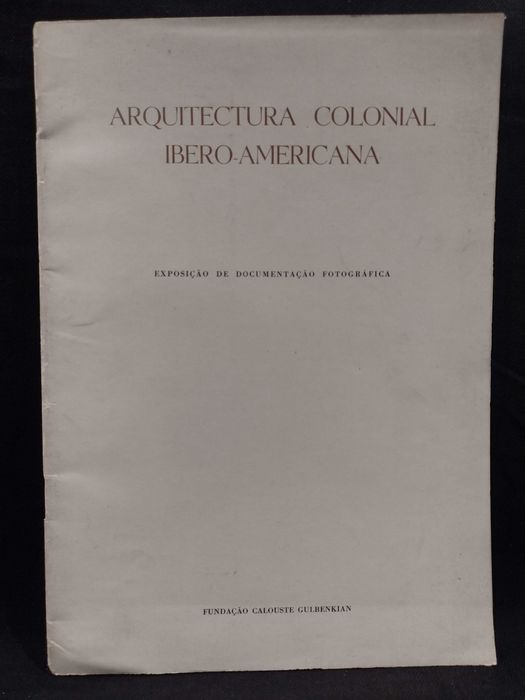 ARQUITECTURA COLONIAL
IBERO-AMERICANA
EXPOSIÇÃO DE DOCUMENTAÇÃO FOTOGRÁFICA
FUNDAÇÃO CALOUSTE GULBENKIAN